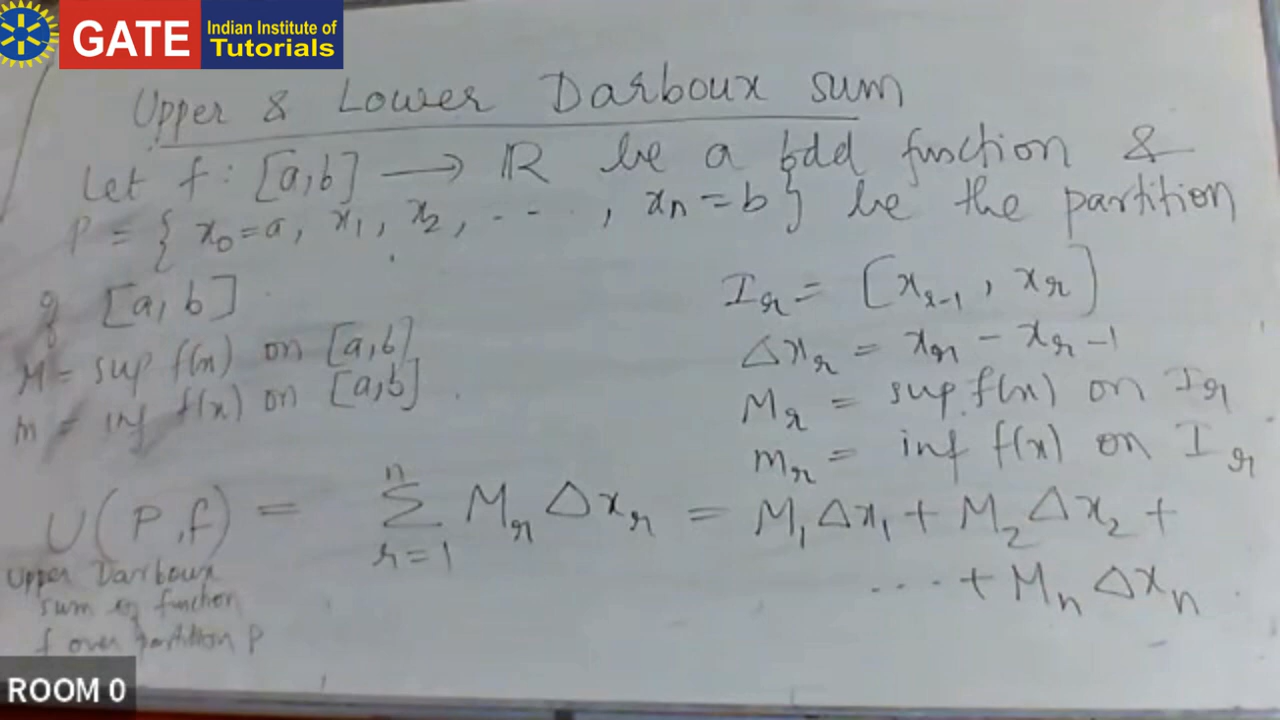 GATE
Indian Institute of
Tutorials
Upper & Lower Darboux sum
Let f : [a,b] ⟶ ℝ be a bdd function &
P = { x₀=a, x₁, x₂, ..... , xₙ=b} be the partition
of [a,b]
M = sup f(x) on [a,b]
m = inf f(x) on [a,b]
Iᵣ = [xᵣ₋₁, xᵣ]
Δxᵣ = xᵣ - xᵣ-1
Mᵣ = sup f(x) on Iᵣ
mᵣ = inf f(x) on Iᵣ
U(P,f) = ∑ⁿᵣ₌₁ Mᵣ Δxᵣ = M₁Δx₁ + M₂Δx₂ +
.... + Mₙ Δxₙ.
Upper Darboux
sum of function
f over partition P
ROOM 0